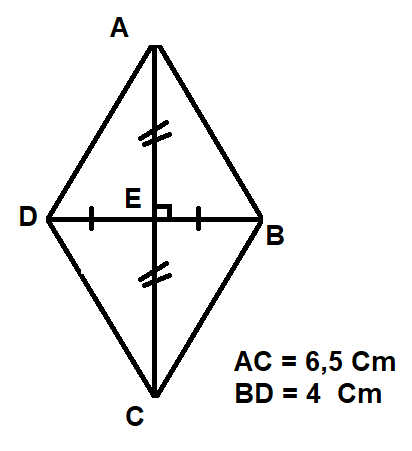 A
E
D
B
AC = 6,5 Cm
BD = 4 Cm
C